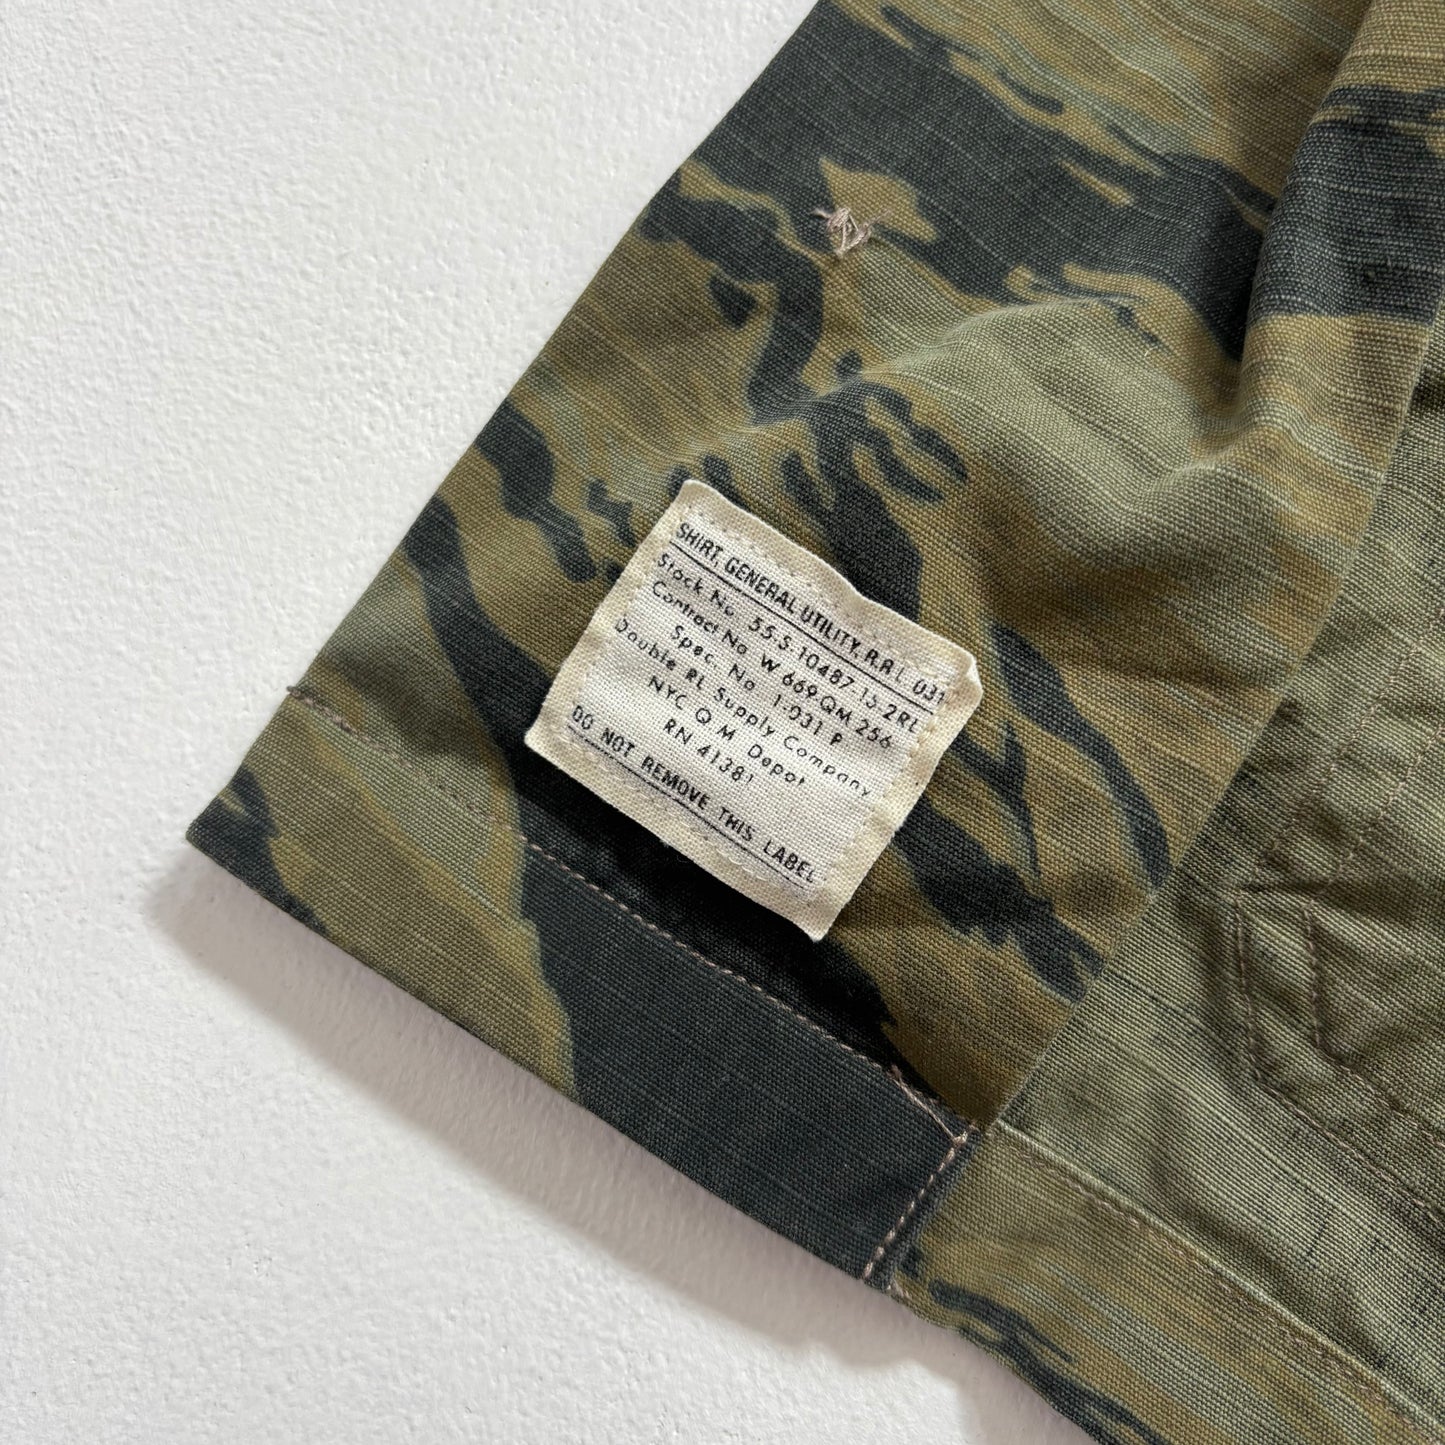 SHIRT, GENERAL UTILITY, R.R.L 031
Stock No. 55-S-10487-15-2RL
Contract No. W 669-QM-256
Spec. No. 1-031 P
Double RL Supply Company
NYC Q M Depot
RN 41381
DO NOT REMOVE THIS LABEL